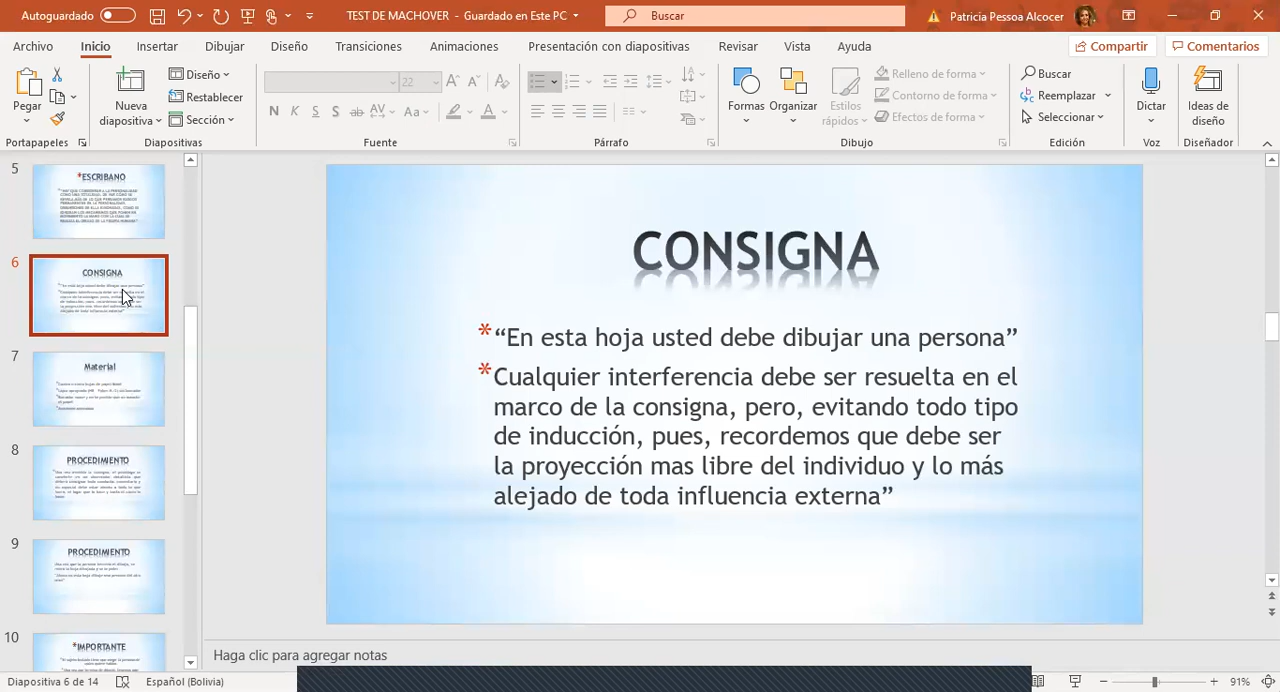 Autoguardado
TEST DE MACHOVER - Guardado en Este PC
Buscar
Patricia Pessoa Alcocer
Archivo
Inicio
Insertar
Dibujar
Diseño
Transiciones
Animaciones
Presentación con diapositivas
Revisar
Vista
Ayuda
Compartir
Comentarios
Pegar
Nueva
diapositiva
Diseño
Restablecer
Sección
22
N K S S ab AV Aa A
Formas
Organizar
Estilos
rápidos
Relleno de forma
Contorno de forma
Efectos de forma
Buscar
Reemplazar
Seleccionar
Dictar
Ideas de
diseño
Portapapeles
Diapositivas
Fuente
Párrafo
Dibujo
Edición
Voz
Diseñador
5
*ESCRIBANO
6
CONSIGNA
7
Material
8
PROCEDIMIENTO
9
PROCEDIMIENTO
10
*IMPORTANTE
CONSIGNA
* “En esta hoja usted debe dibujar una persona”
* Cualquier interferencia debe ser resuelta en el
marco de la consigna, pero, evitando todo tipo
de inducción, pues, recordemos que debe ser
la proyección mas libre del individuo y lo más
alejado de toda influencia externa”
Haga clic para agregar notas
Diapositiva 6 de 14
Español (Bolivia)
91%